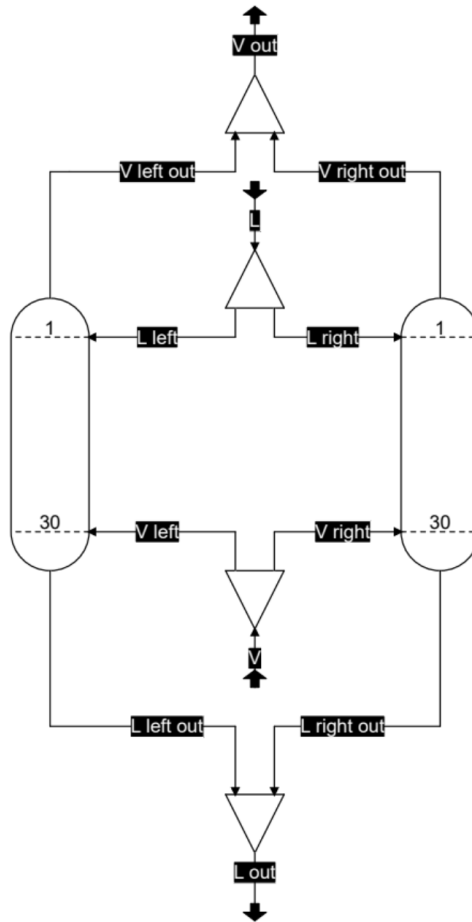 V out
V left out
V right out
L
1
1
L left
L right
30
30
V left
V right
V
L left out
L right out
L out